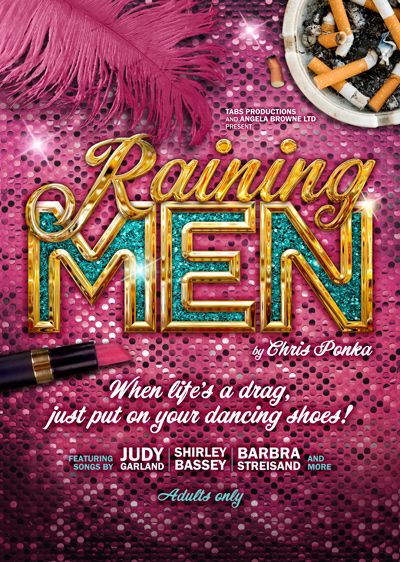 TABS PRODUCTIONS
AND ANGELA BROWNE LTD
PRESENT
Raining
MEN
by Chris Ponka
When life's a drag,
just put on your dancing shoes!
FEATURING SONGS BY JUDY GARLAND | SHIRLEY BASSEY | BARBRA STREISAND AND MORE
Adults only